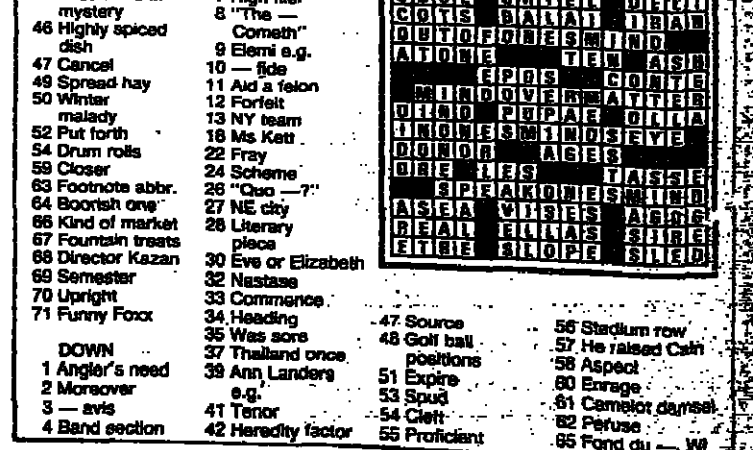 mystery
46 Highly spiced
dish
47 Cancel
49 Spread hay
50 Winter
malady
52 Put forth
54 Drum rolls
59 Closer
63 Footnote abbr.
64 Boorish one
66 Kind of market
67 Fountain treats
68 Director Kazan
69 Semester
70 Upright
71 Funny Foxx
DOWN
1 Angler's need
2 Moreover
3 — avis
4 Band section
8 "The —
Cometh"
9 Elemi e.g.
10 — fide
11 Aid a felon
12 Forfeit
13 NY team
18 Ms Kett
22 Fray
24 Scheme
26 "Quo —?"
27 NE city
28 Literary
piece
30 Eve or Elizabeth
32 Nastase
33 Commence
34 Heading
35 Was sore
37 Thailand once
39 Ann Landers
e.g.
41 Tenor
42 Heredity factor
COTS BALAI IRAN
OUTOFONESMIND
ATONE TEN ASH
EPOS CONTE
MINDOVERMATTER
DINO PUPAE OLLA
INONESMINDSEYE
DONOR AGES
ORE LES TASSE
SPEAKONESMIND
ASEA VISES AGOG
REAL ELLAS SIRE
ETRE SLOPE SLED
47 Source
48 Golf ball
positions
51 Expire
53 Spud
54 Cleft
55 Proficient
56 Stadium row
57 He raised Cain
58 Aspect
60 Enrage
61 Camelot damsel
62 Peruse
65 Fond du — WI